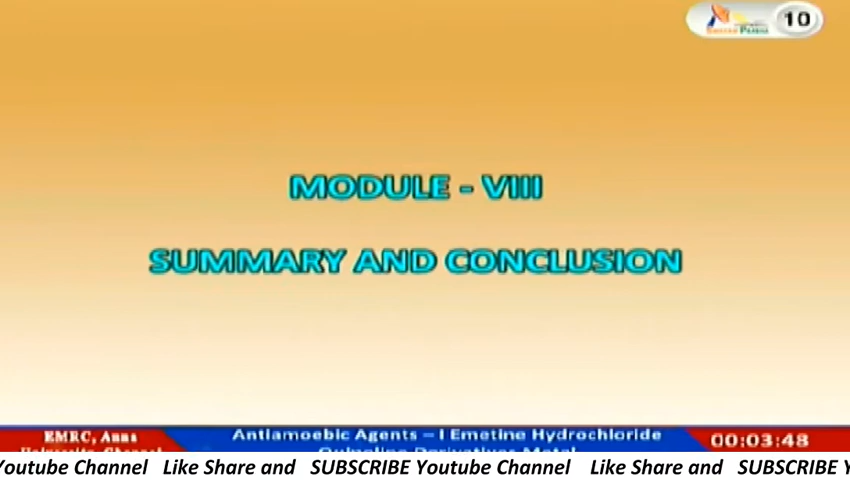 10
MODULE - VIII
SUMMARY AND CONCLUSION
EMRC, Anna
Antiamoebic Agents – I Emetine Hydrochloride
00:03:48
Youtube Channel Like Share and SUBSCRIBE Youtube Channel Like Share and SUBSCRIBE